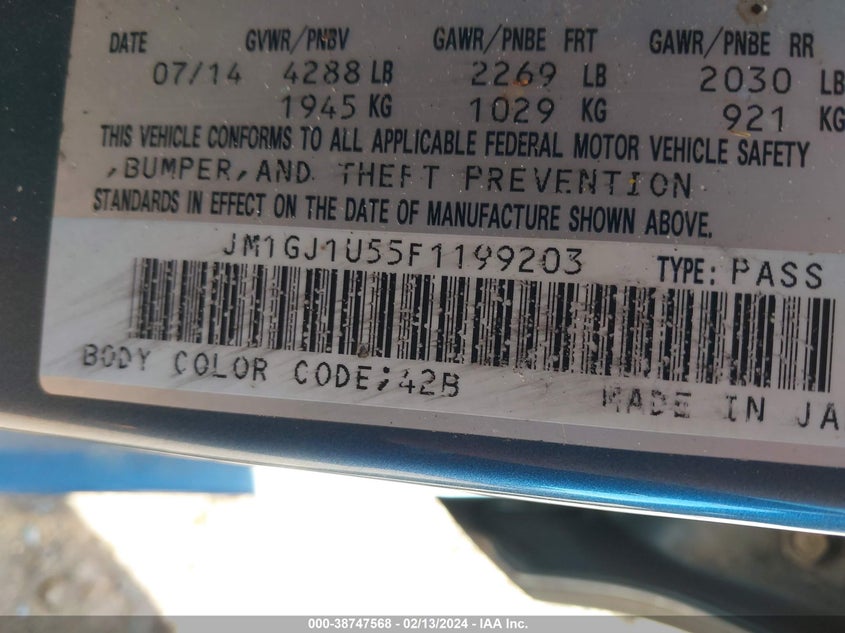 DATE GVWR/PNBV GAWR/PNBE FRT GAWR/PNBE RR
07/14 4288 LB 2269 LB 2030 LB
1945 KG 1029 KG 921 KG
THIS VEHICLE CONFORMS TO ALL APPLICABLE FEDERAL MOTOR VEHICLE SAFETY
,BUMPER,AND THEFT PREVENTION
STANDARDS IN EFFECT ON THE DATE OF MANUFACTURE SHOWN ABOVE.
JM1GJ1U55F1199203 TYPE: PASS
BODY COLOR CODE:42B MADE IN JA
000-38747568 - 02/13/2024 - IAA Inc.